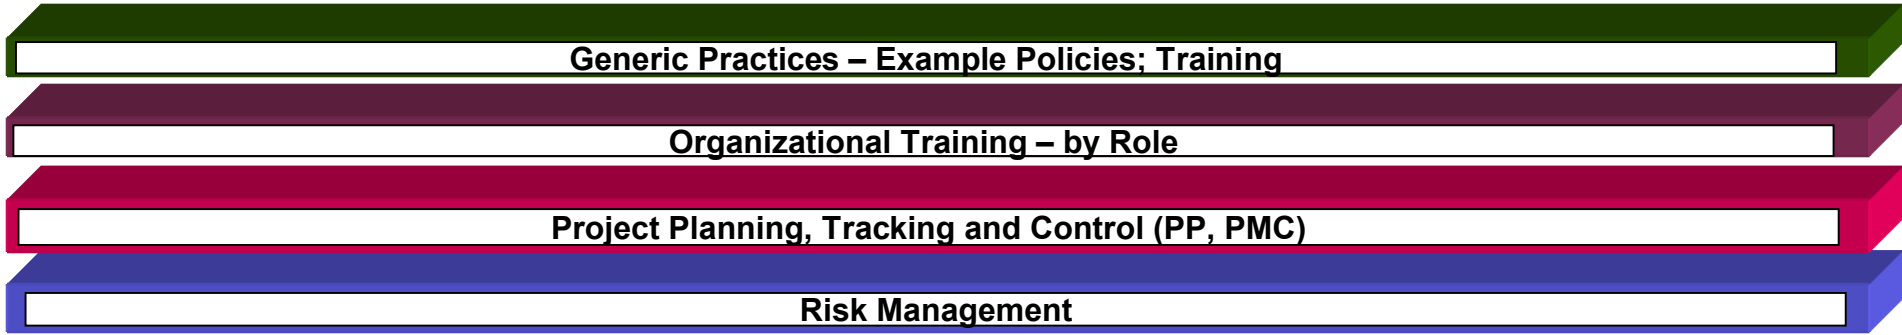 Generic Practices – Example Policies; Training
Organizational Training – by Role
Project Planning, Tracking and Control (PP, PMC)
Risk Management